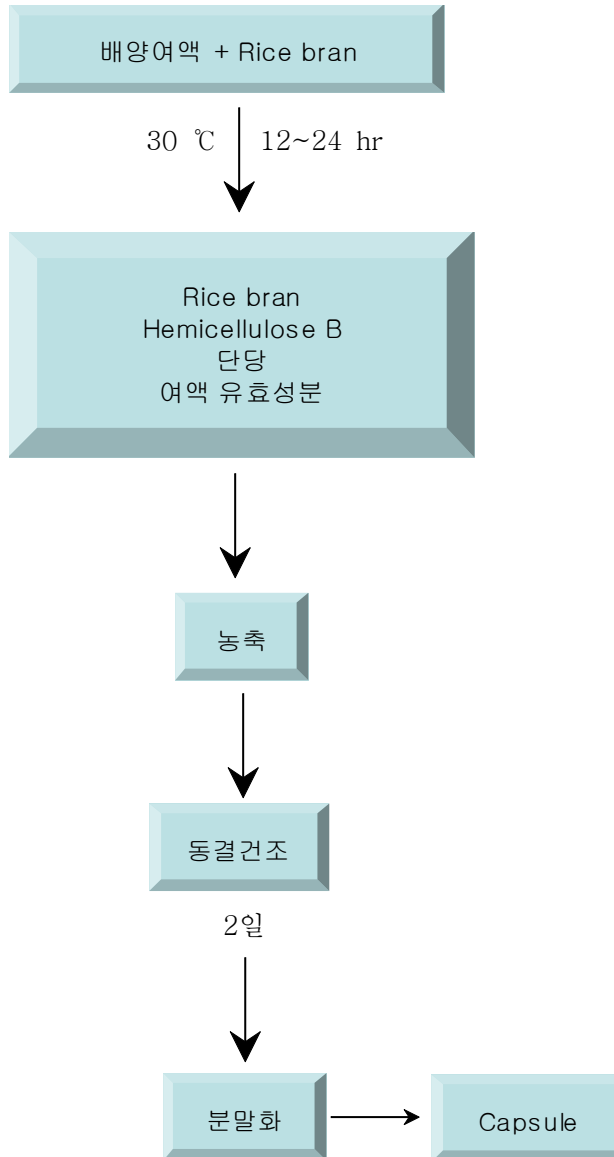 배양여액 + Rice bran
30 ℃ 12~24 hr
Rice bran
Hemicellulose B
단당
여액 유효성분
농축
동결건조
2일
분말화
Capsule